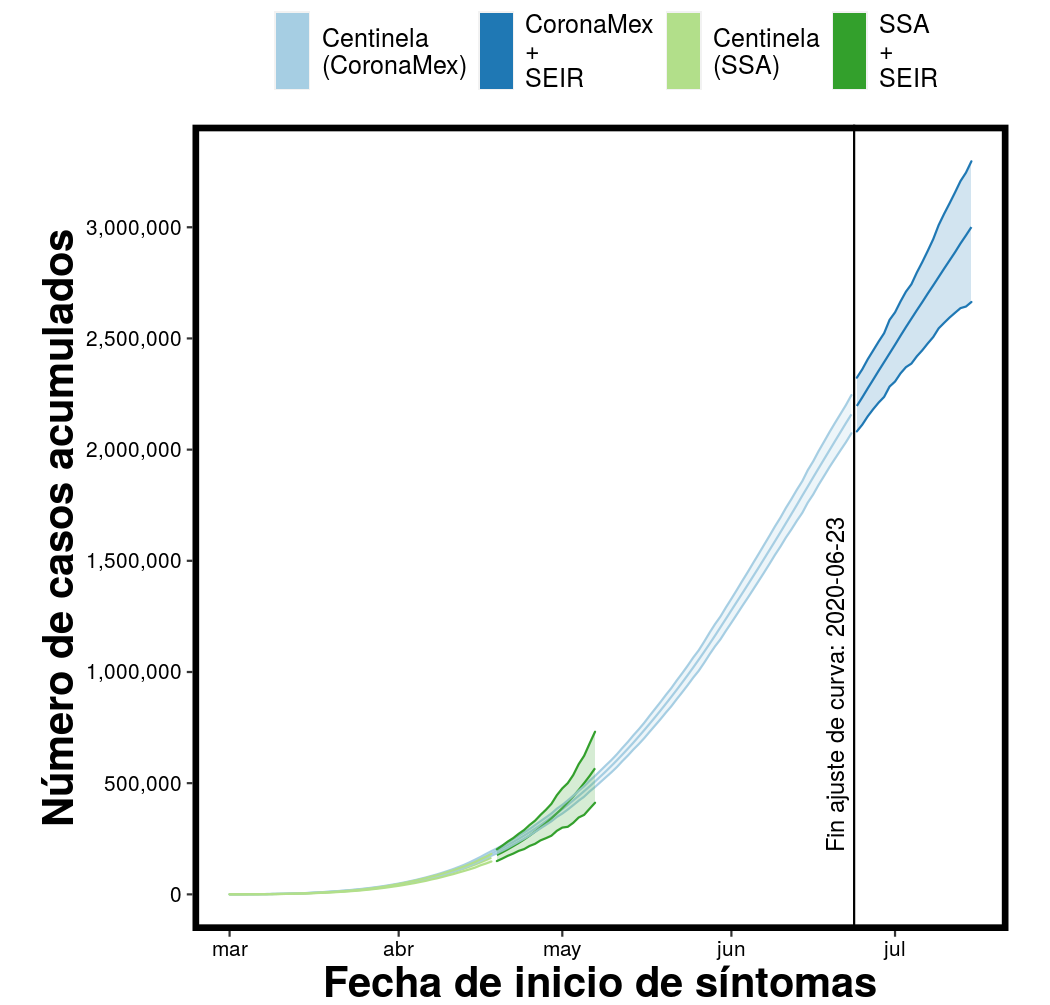 Centinela
(CoronaMex)
CoronaMex
+
SEIR
Centinela
(SSA)
SSA
+
SEIR
Número de casos acumulados
3,000,000
2,500,000
2,000,000
1,500,000
1,000,000
500,000
0
Fin ajuste de curva: 2020-06-23
mar
abr
may
jun
jul
Fecha de inicio de síntomas